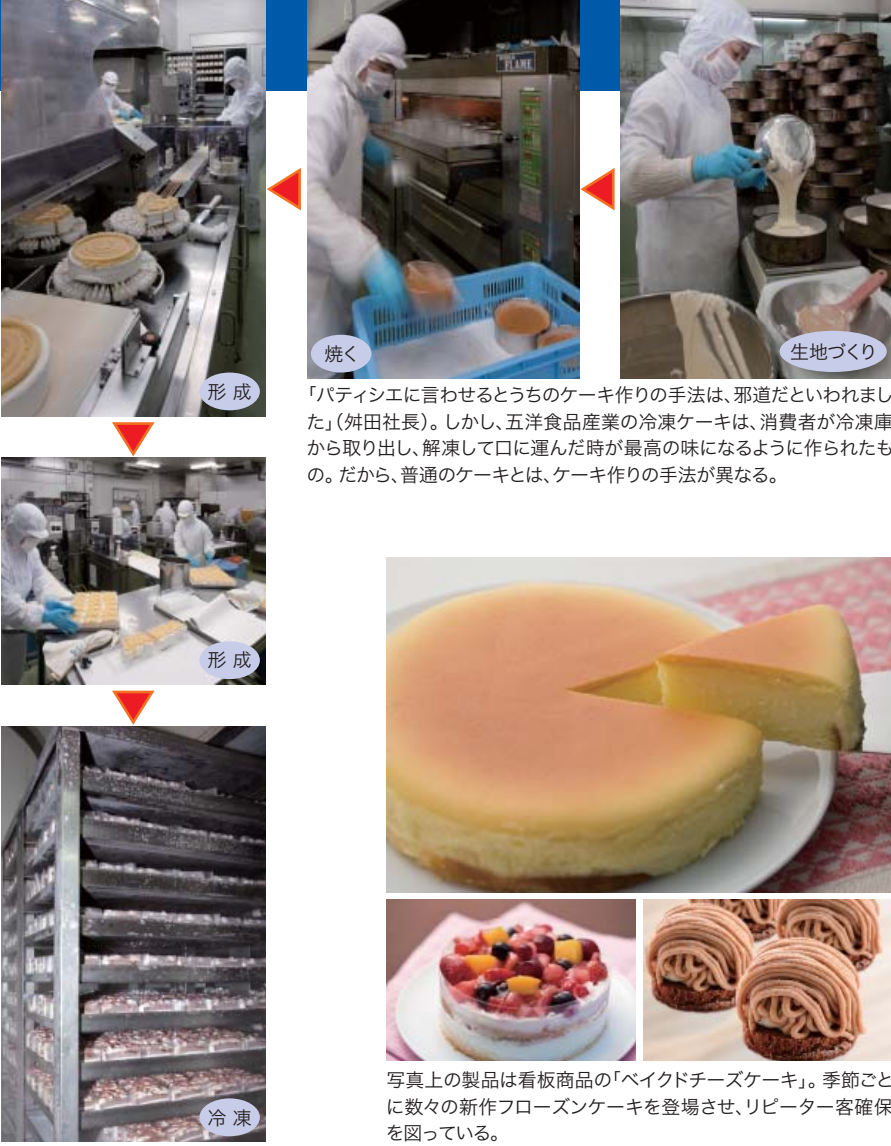 生地づくり
焼く
形 成
形 成
冷 凍
FLAME
「パティシエに言わせるとうちのケーキ作りの手法は、邪道だといわれまし
た」（舛田社長）。しかし、五洋食品産業の冷凍ケーキは、消費者が冷凍庫
から取り出し、解凍して口に運んだ時が最高の味になるように作られたも
の。だから、普通のケーキとは、ケーキ作りの手法が異なる。
写真上の製品は看板商品の「ベイクドチーズケーキ」。季節ごと
に数々の新作フローズンケーキを登場させ、リピーター客確保
を図っている。